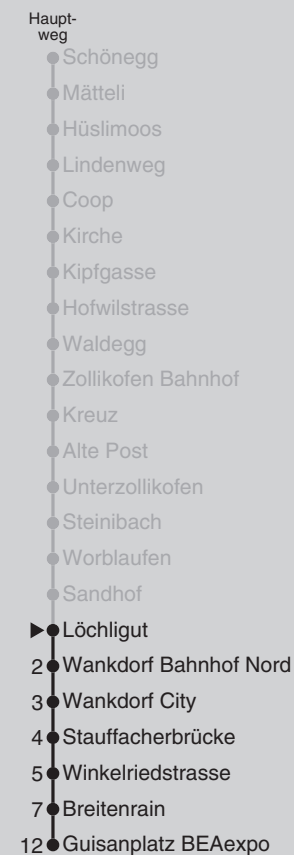 Haupt-
weg
Schönegg
Mätteli
Hüslimoos
Lindenweg
Coop
Kirche
Kipfgasse
Hofwilstrasse
Waldegg
Zollikofen Bahnhof
Kreuz
Alte Post
Unterzollikofen
Steinibach
Worblaufen
Sandhof
Löchligut
2 Wankdorf Bahnhof Nord
3 Wankdorf City
4 Stauffacherbrücke
5 Winkelriedstrasse
7 Breitenrain
12 Guisanplatz BEAexpo